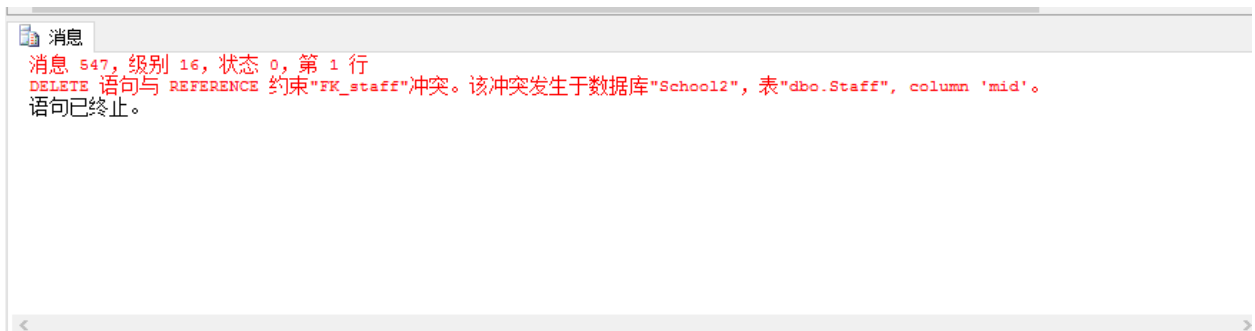 消息
消息 547，级别 16，状态 0，第 1 行
DELETE 语句与 REFERENCE 约束"FK_staff"冲突。该冲突发生于数据库"School2"，表"dbo.Staff", column 'mid'。
语句已终止。